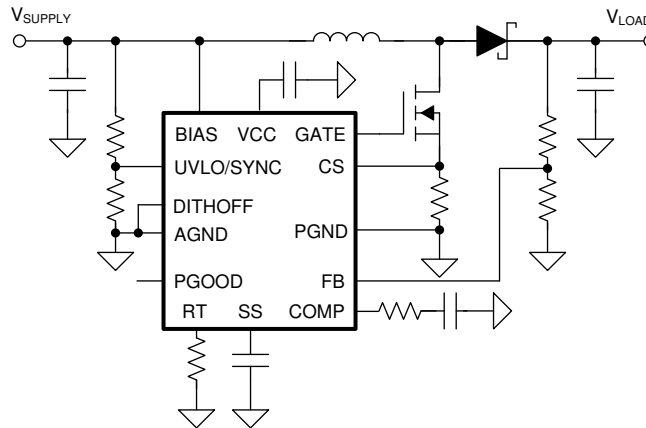 VSUPPLY
VLOAD
BIAS VCC GATE
UVLO/SYNC CS
DITHOFF
AGND PGND
PGOOD FB
RT SS COMP